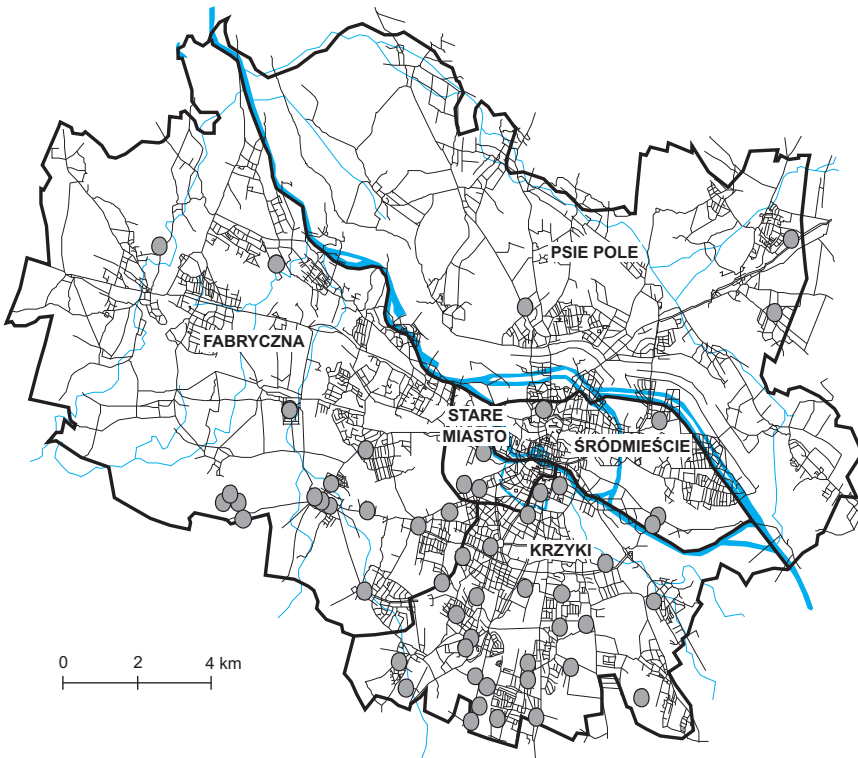 PSIE POLE
FABRYCZNA
STARE
MIASTO
ŚRÓDMIEŚCIE
KRZYKI
0 2 4 km